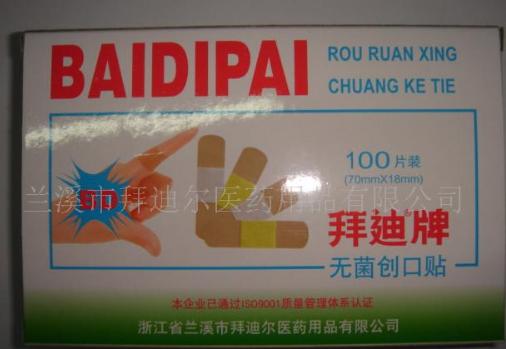 BAIDIPAI
ROU RUAN XING
CHUANG KE TIE
100片装
(70mmX18mm)
兰溪市拜迪尔医药用品有限公司
拜迪牌
无菌创口贴
本企业已通过ISO9001质量管理体系认证
浙江省兰溪市拜迪尔医药用品有限公司